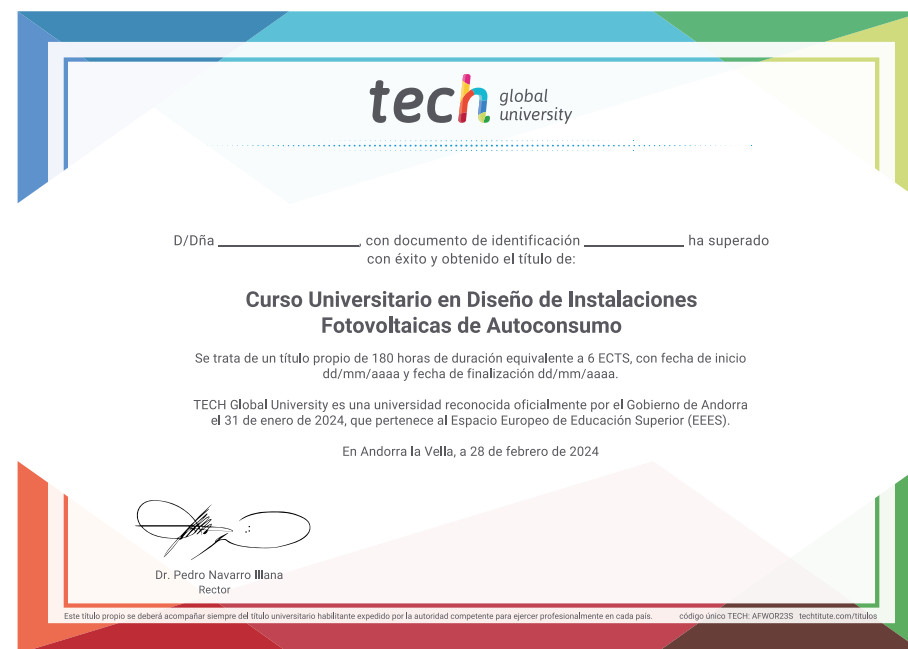 tech global university
D/Dña ____________________, con documento de identificación ______________ ha superado
con éxito y obtenido el título de:
Curso Universitario en Diseño de Instalaciones
Fotovoltaicas de Autoconsumo
Se trata de un título propio de 180 horas de duración equivalente a 6 ECTS, con fecha de inicio
dd/mm/aaaa y fecha de finalización dd/mm/aaaa.
TECH Global University es una universidad reconocida oficialmente por el Gobierno de Andorra
el 31 de enero de 2024, que pertenece al Espacio Europeo de Educación Superior (EEES).
En Andorra la Vella, a 28 de febrero de 2024
Dr. Pedro Navarro Illana
Rector
Este título propio se deberá acompañar siempre del título universitario habilitante expedido por la autoridad competente para ejercer profesionalmente en cada país. código único TECH: AFWOR23S techtitute.com/titulos